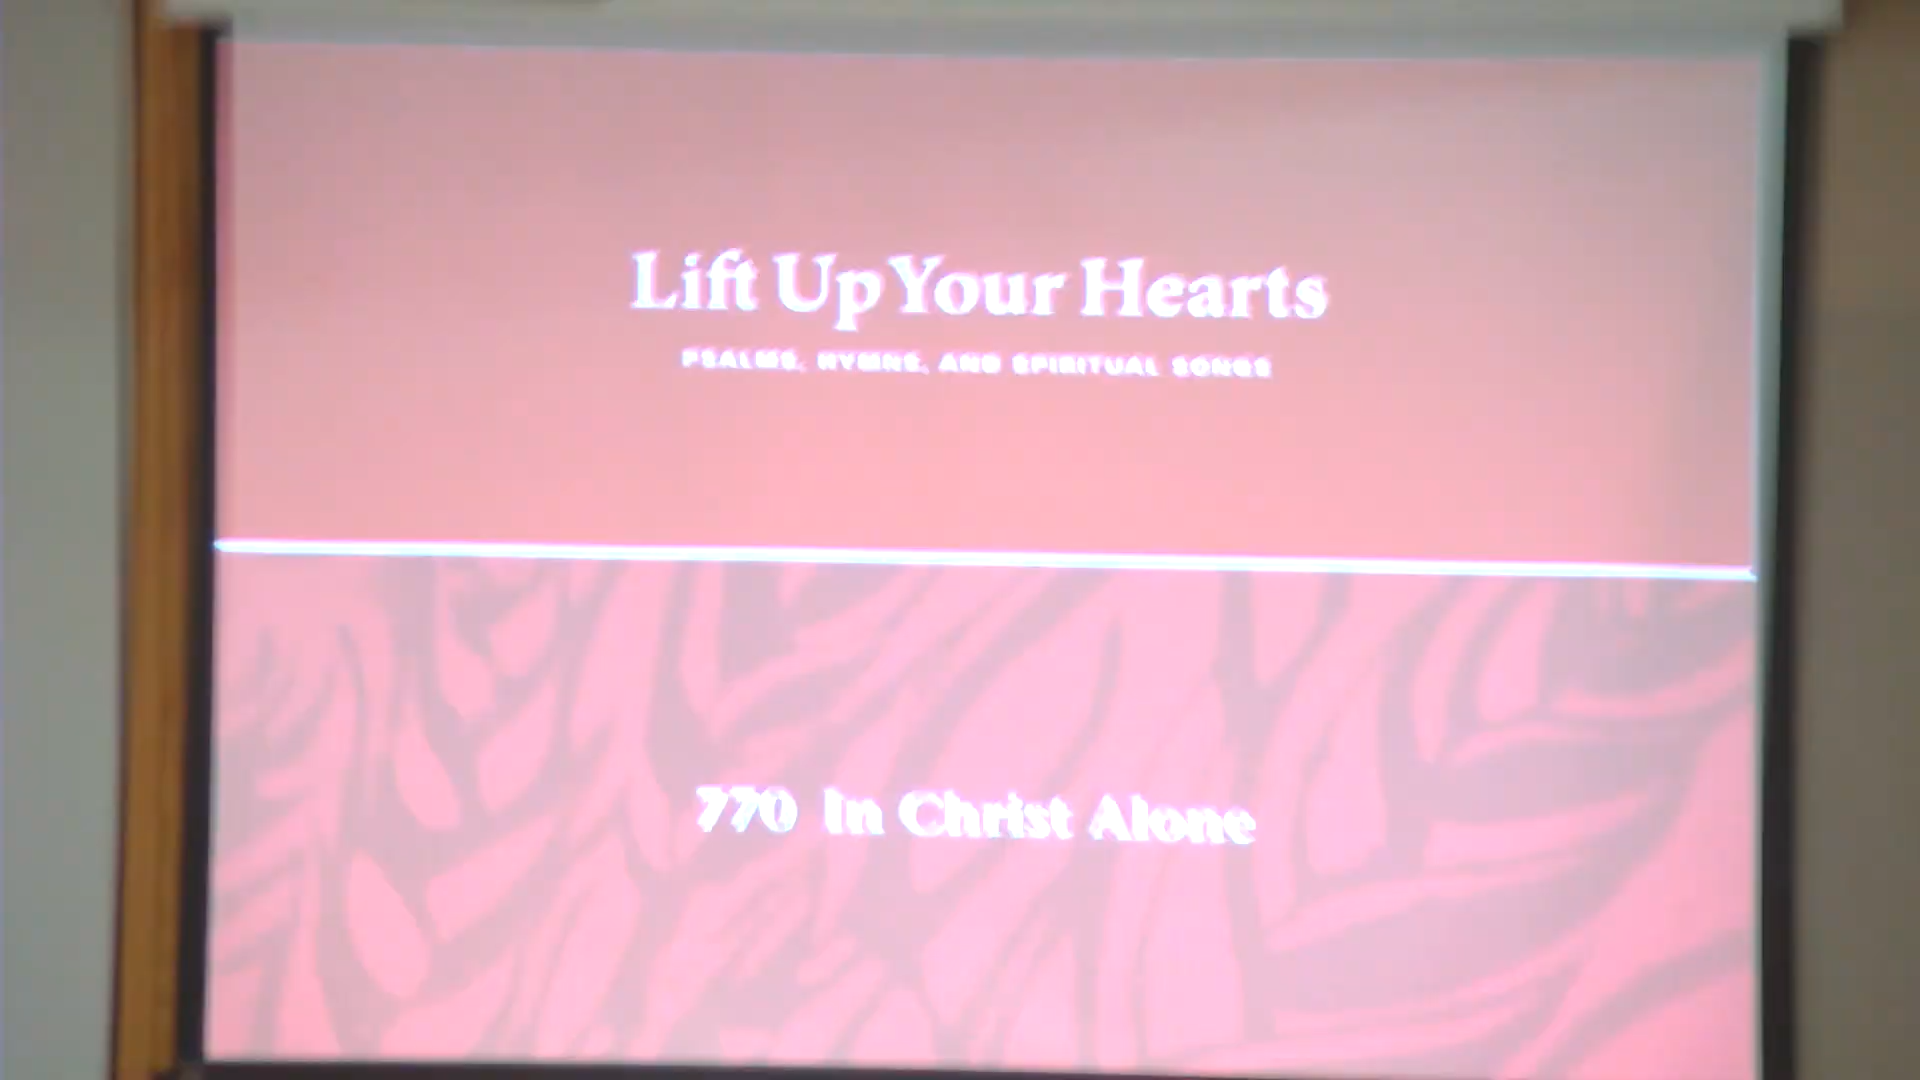 Lift Up Your Hearts
PSALMS, HYMNS, AND SPIRITUAL SONGS
770 In Christ Alone